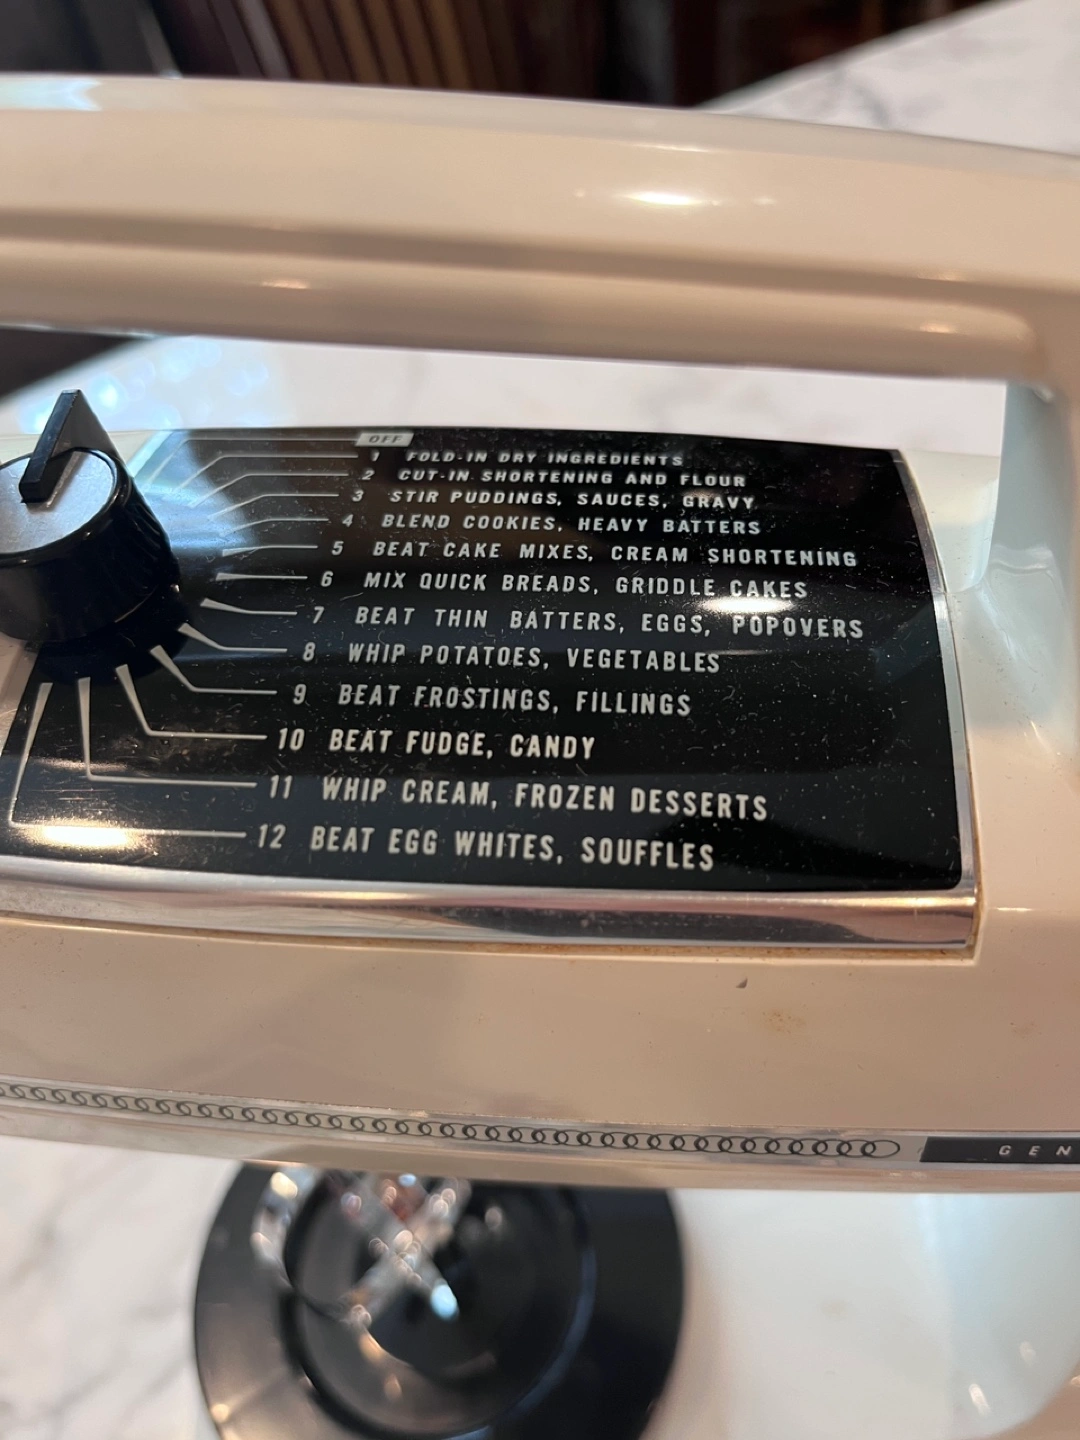 OFF
1 FOLD-IN DRY INGREDIENTS
2 CUT-IN SHORTENING AND FLOUR
3 STIR PUDDINGS, SAUCES, GRAVY
4 BLEND COOKIES, HEAVY BATTERS
5 BEAT CAKE MIXES, CREAM SHORTENING
6 MIX QUICK BREADS, GRIDDLE CAKES
7 BEAT THIN BATTERS, EGGS, POPOVERS
8 WHIP POTATOES, VEGETABLES
9 BEAT FROSTINGS, FILLINGS
10 BEAT FUDGE, CANDY
11 WHIP CREAM, FROZEN DESSERTS
12 BEAT EGG WHITES, SOUFFLES
GEN